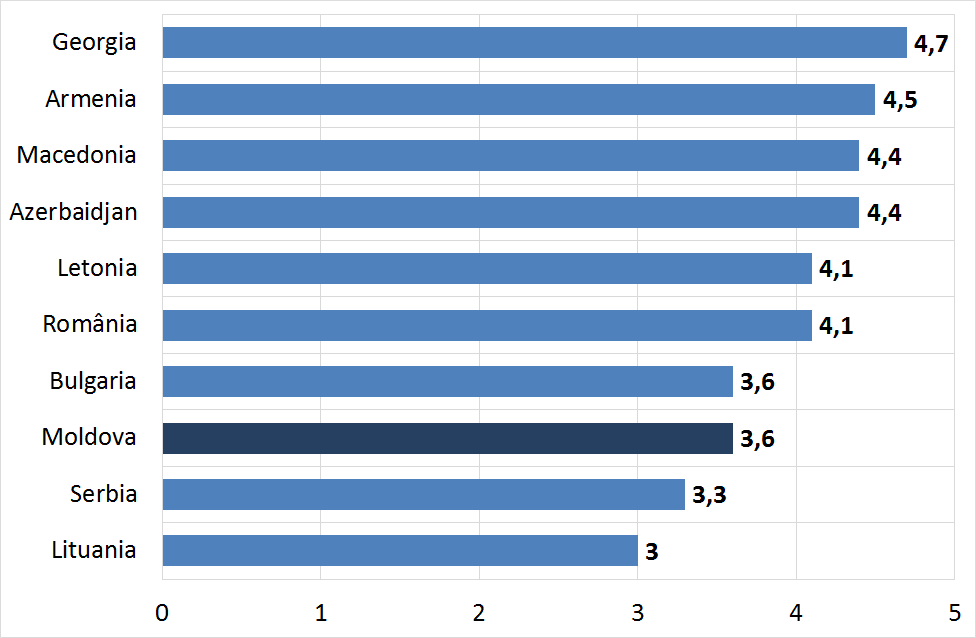 Georgia 4,7
Armenia 4,5
Macedonia 4,4
Azerbaidjan 4,4
Letonia 4,1
România 4,1
Bulgaria 3,6
Moldova 3,6
Serbia 3,3
Lituania 3
0 1 2 3 4 5